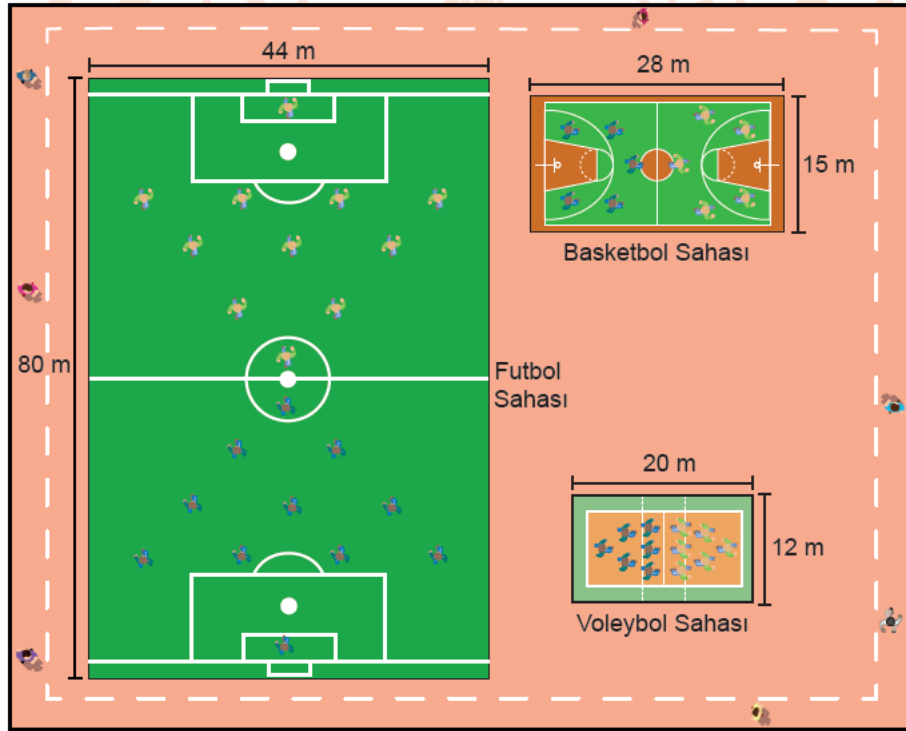 44 m
28 m
15 m
Basketbol Sahası
80 m
Futbol
Sahası
20 m
12 m
Voleybol Sahası